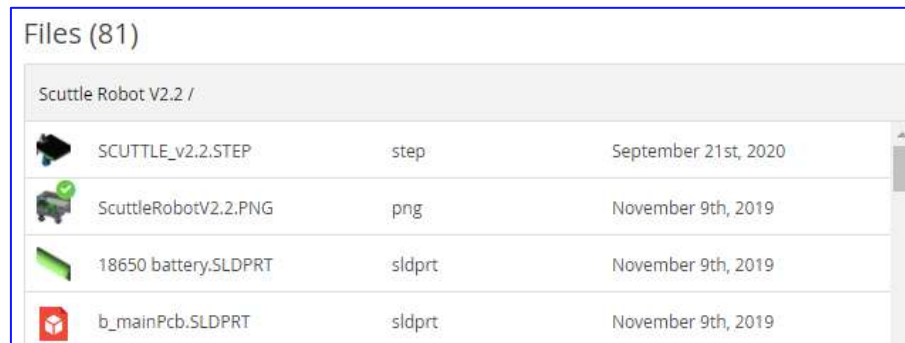 Files (81)
Scuttle Robot V2.2 /
SCUTTLE_v2.2.STEP step September 21st, 2020
ScuttleRobotV2.2.PNG png November 9th, 2019
18650 battery.SLDPRT sldprt November 9th, 2019
b_mainPcb.SLDPRT sldprt November 9th, 2019